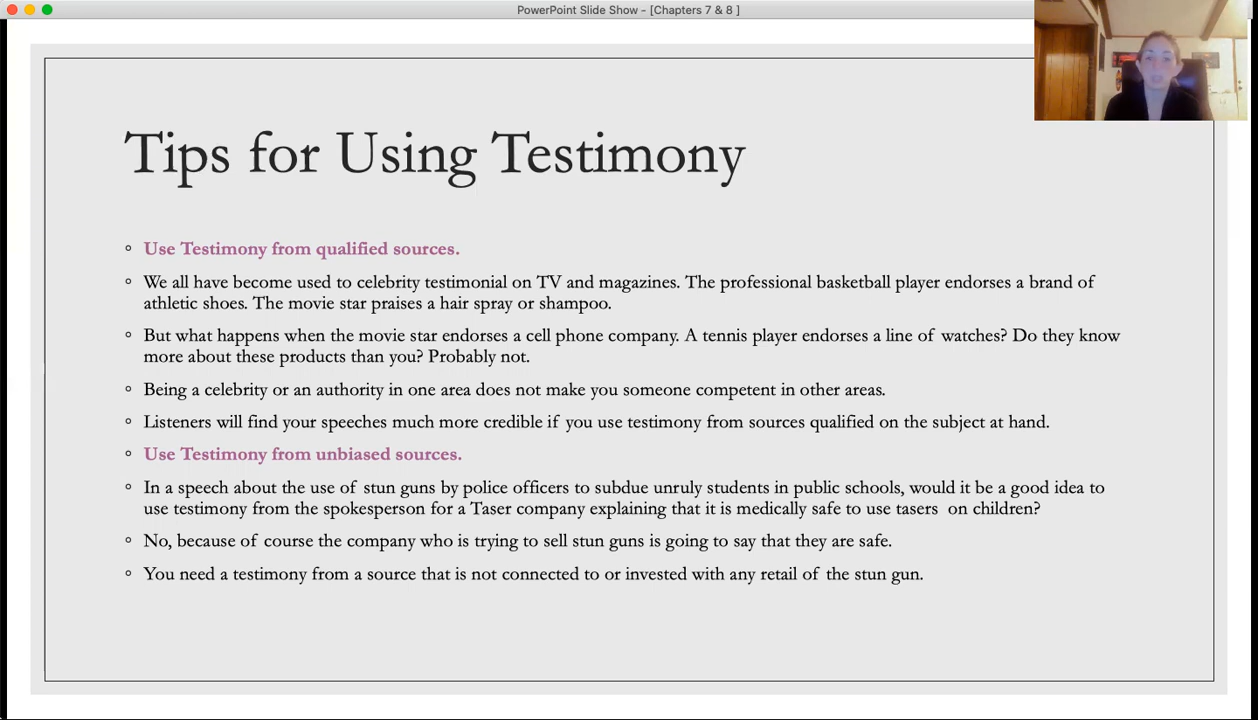 PowerPoint Slide Show - [Chapters 7 & 8 ]
Tips for Using Testimony
Use Testimony from qualified sources.
We all have become used to celebrity testimonial on TV and magazines. The professional basketball player endorses a brand of
athletic shoes. The movie star praises a hair spray or shampoo.
But what happens when the movie star endorses a cell phone company. A tennis player endorses a line of watches? Do they know
more about these products than you? Probably not.
Being a celebrity or an authority in one area does not make you someone competent in other areas.
Listeners will find your speeches much more credible if you use testimony from sources qualified on the subject at hand.
Use Testimony from unbiased sources.
In a speech about the use of stun guns by police officers to subdue unruly students in public schools, would it be a good idea to
use testimony from the spokesperson for a Taser company explaining that it is medically safe to use tasers on children?
No, because of course the company who is trying to sell stun guns is going to say that they are safe.
You need a testimony from a source that is not connected to or invested with any retail of the stun gun.